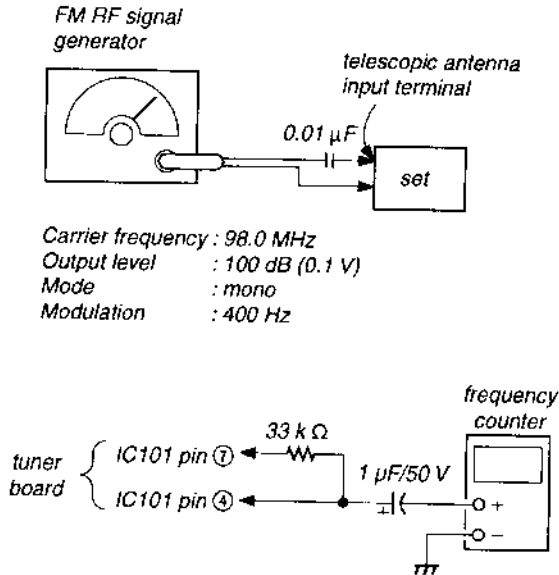 FM RF signal
generator
telescopic antenna
input terminal
0.01 µF
set
Carrier frequency : 98.0 MHz
Output level : 100 dB (0.1 V)
Mode : mono
Modulation : 400 Hz
frequency
counter
33 k Ω
tuner
board
IC101 pin ⑦
1 µF/50 V
IC101 pin ④
+
+
−